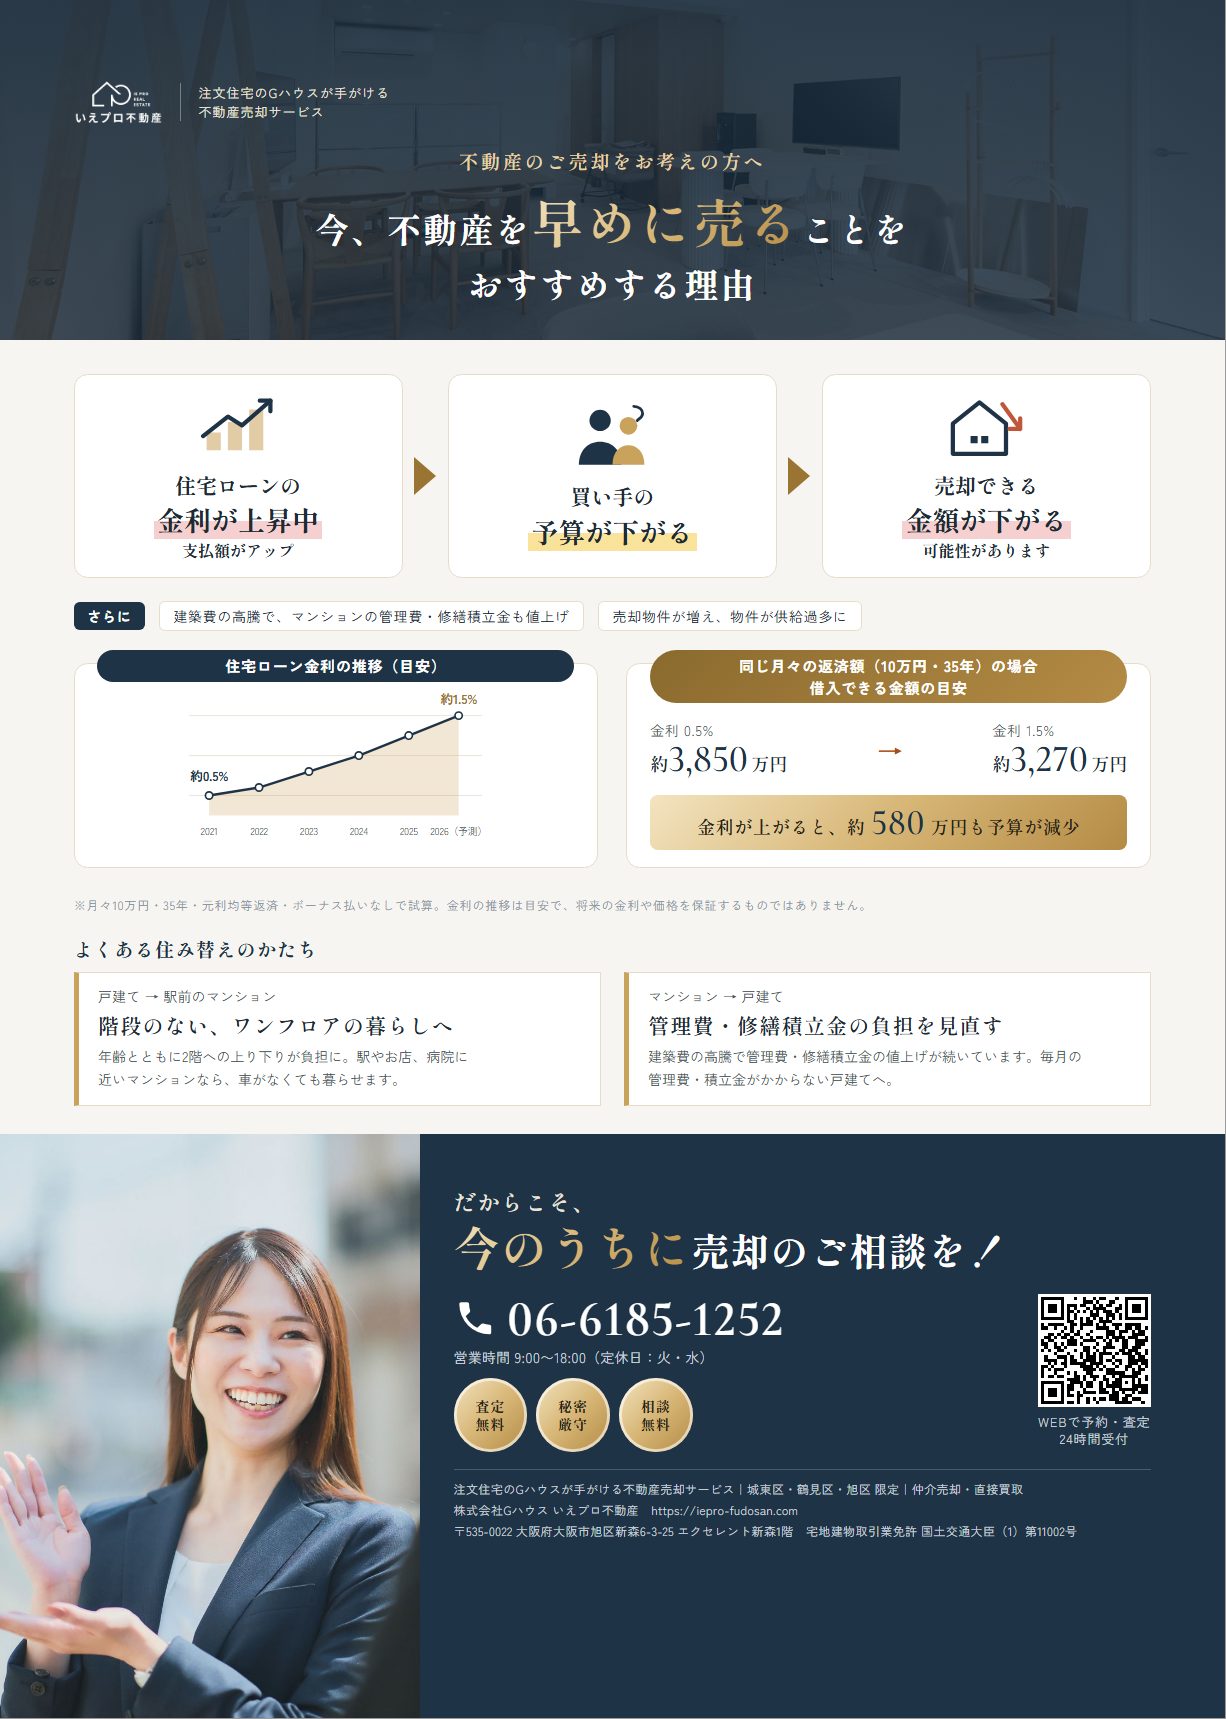 IE PRO
REAL
ESTATE
いえプロ不動産
注文住宅のGハウスが手がける
不動産売却サービス
不動産のご売却をお考えの方へ
今、不動産を早めに売ることを
おすすめする理由
住宅ローンの
金利が上昇中
支払額がアップ
買い手の
予算が下がる
売却できる
金額が下がる
可能性があります
さらに
建築費の高騰で、マンションの管理費・修繕積立金も値上げ
売却物件が増え、物件が供給過多に
住宅ローン金利の推移（目安）
約1.5%
約0.5%
2021 2022 2023 2024 2025 2026（予測）
同じ月々の返済額（10万円・35年）の場合
借入できる金額の目安
金利 0.5%
約3,850万円
→
金利 1.5%
約3,270万円
金利が上がると、約 580 万円も予算が減少
※月々10万円・35年・元利均等返済・ボーナス払いなしで試算。金利の推移は目安で、将来の金利や価格を保証するものではありません。
よくある住み替えのかたち
戸建て → 駅前のマンション
階段のない、ワンフロアの暮らしへ
年齢とともに2階への上り下りが負担に。駅やお店、病院に
近いマンションなら、車がなくても暮らせます。
マンション → 戸建て
管理費・修繕積立金の負担を見直す
建築費の高騰で管理費・修繕積立金の値上げが続いています。毎月の
管理費・積立金がかからない戸建てへ。
だからこそ、
今のうちに売却のご相談を！
06-6185-1252
営業時間 9:00〜18:00（定休日：火・水）
査定
無料
秘密
厳守
相談
無料
WEBで予約・査定
24時間受付
注文住宅のGハウスが手がける不動産売却サービス｜城東区・鶴見区・旭区 限定｜仲介売却・直接買取
株式会社Gハウス いえプロ不動産　https://iepro-fudosan.com
〒535-0022 大阪府大阪市旭区新森6-3-25 エクセレント新森1階　宅地建物取引業免許 国土交通大臣（1）第11002号